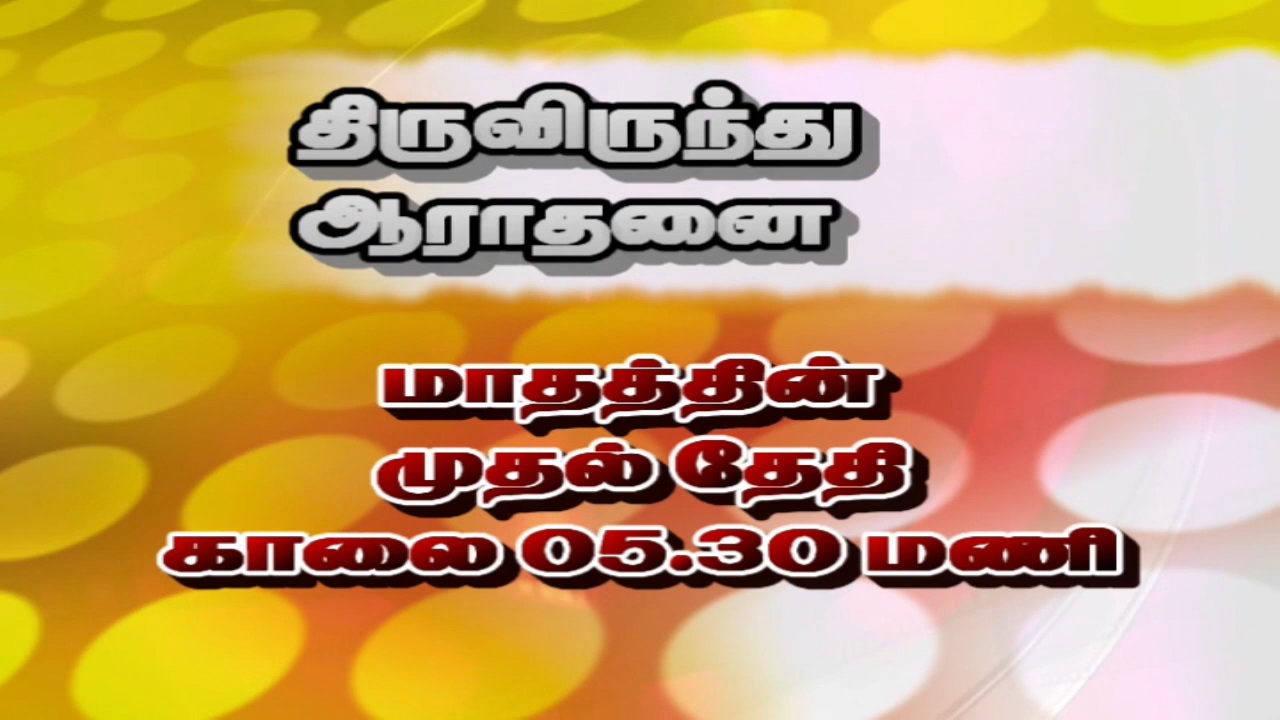 திருவிருந்து
ஆராதனை
மாதத்தின்
முதல் தேதி
காலை 05.30 மணி